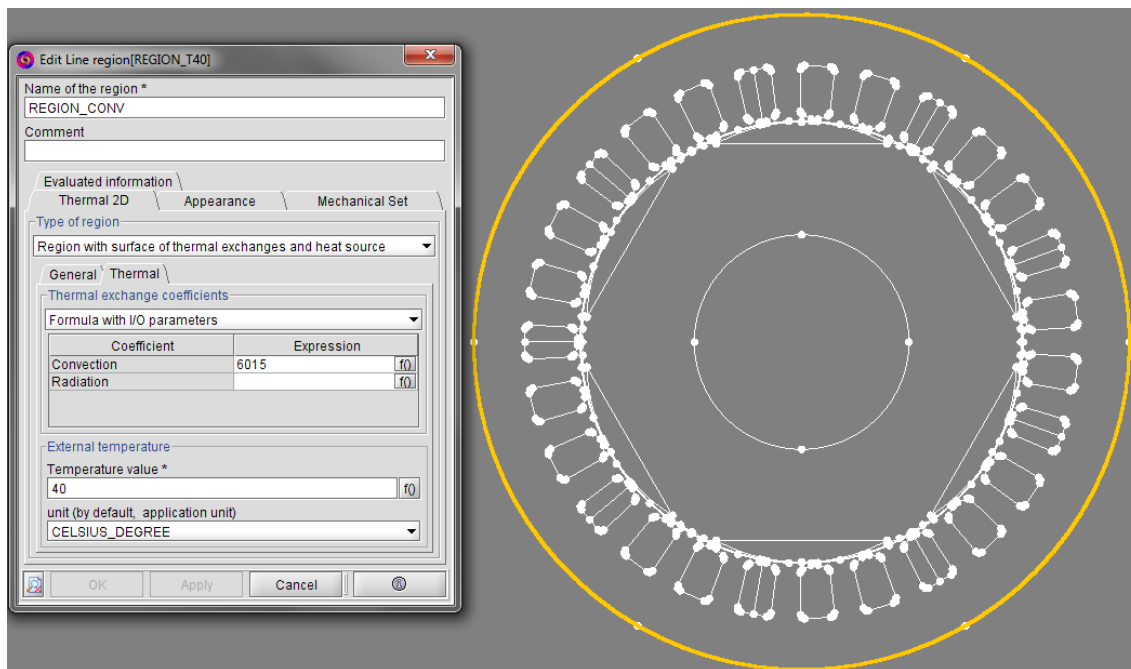 Edit Line region[REGION_T40]
Name of the region *
REGION_CONV
Comment
Evaluated information
Thermal 2D Appearance Mechanical Set
Type of region
Region with surface of thermal exchanges and heat source
General Thermal
Thermal exchange coefficients
Formula with I/O parameters
Coefficient Expression
Convection 6015 f()
Radiation f()
External temperature
Temperature value *
40 f()
unit (by default, application unit)
CELSIUS_DEGREE
OK Apply Cancel